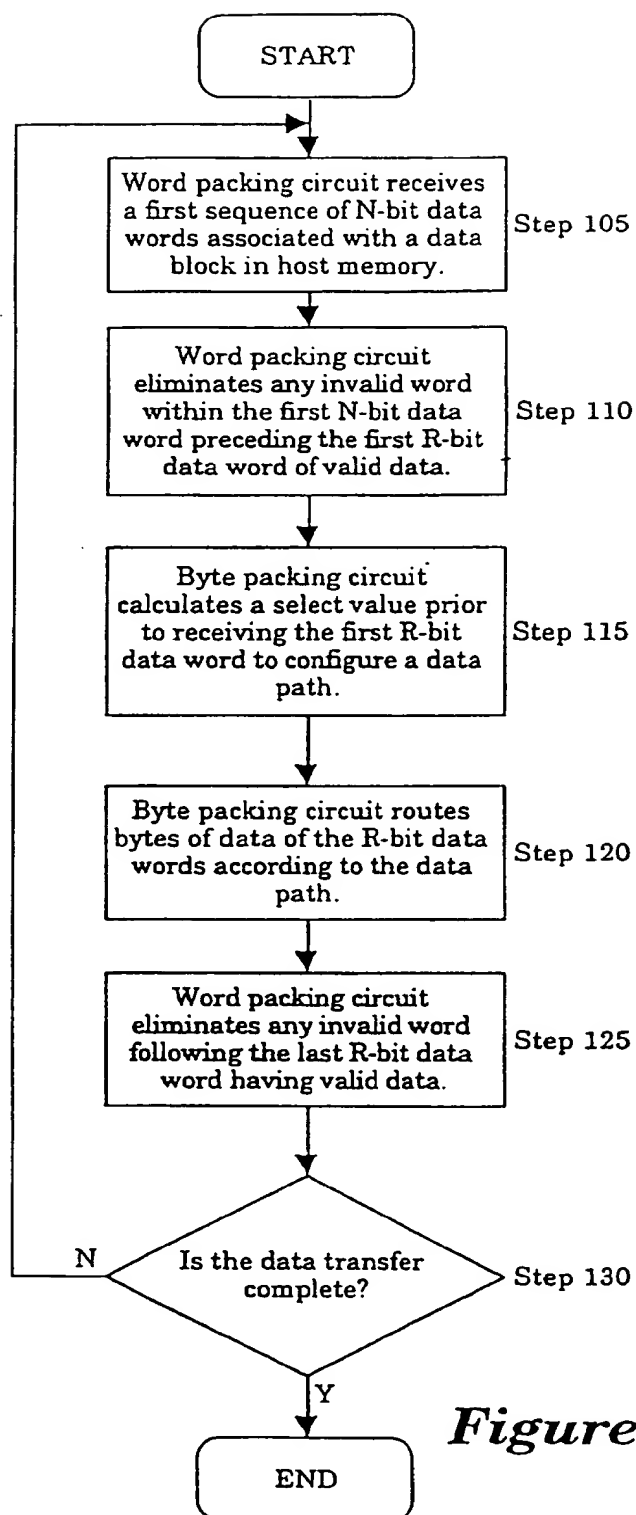 START
Word packing circuit receives
a first sequence of N-bit data
words associated with a data
block in host memory.
Step 105
Word packing circuit
eliminates any invalid word
within the first N-bit data
word preceding the first R-bit
data word of valid data.
Step 110
Byte packing circuit
calculates a select value prior
to receiving the first R-bit
data word to configure a data
path.
Step 115
Byte packing circuit routes
bytes of data of the R-bit data
words according to the data
path.
Step 120
Word packing circuit
eliminates any invalid word
following the last R-bit data
word having valid data.
Step 125
N
Is the data transfer
complete?
Step 130
Y
Figure
END